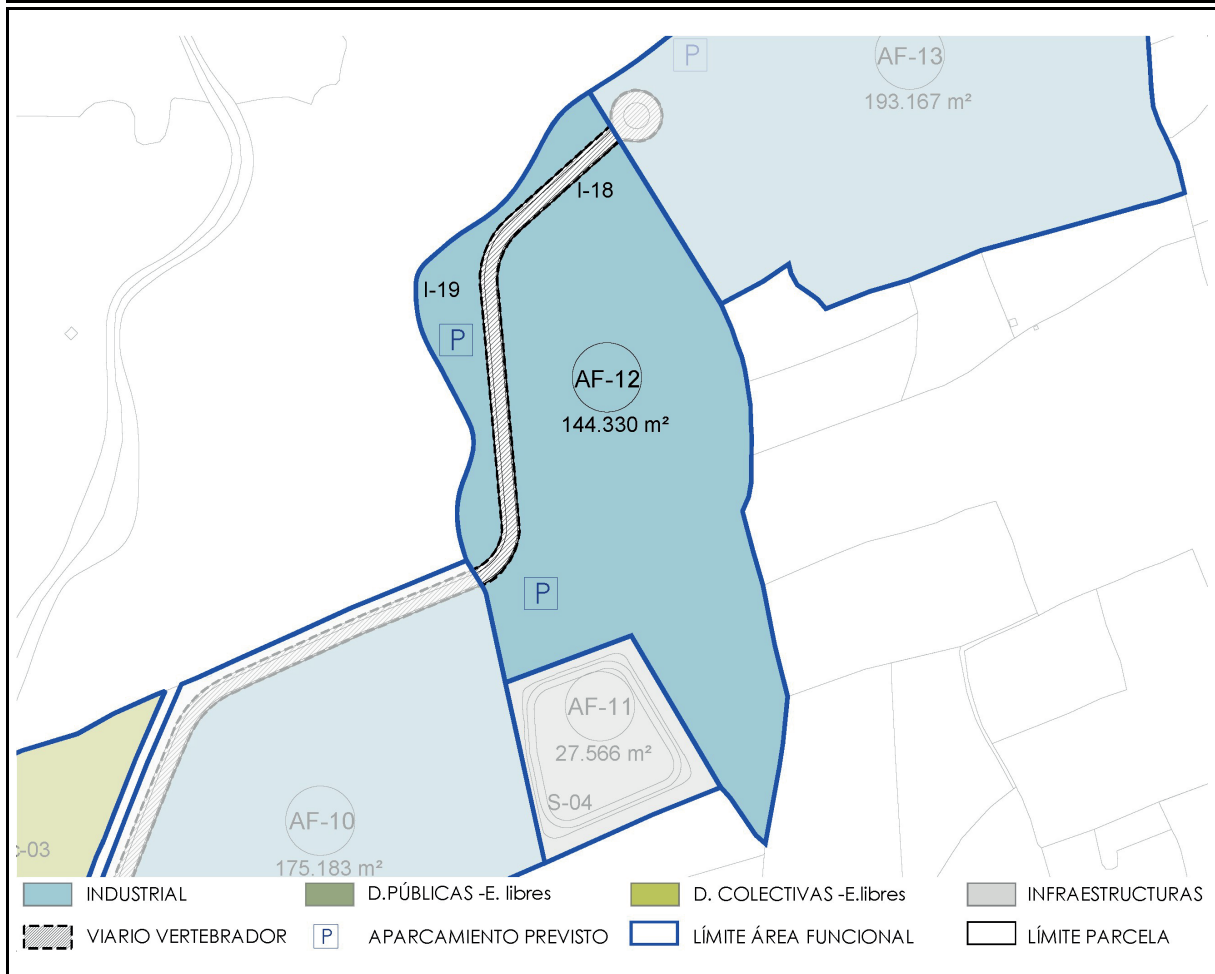 P
AF-13
193.167 m²
I-18
I-19
P
AF-12
144.330 m²
P
AF-11
27.566 m²
S-04
AF-10
-03
175.183 m²
INDUSTRIAL
D.PÚBLICAS -E. libres
D. COLECTIVAS -E.libres
INFRAESTRUCTURAS
VIARIO VERTEBRADOR
P APARCAMIENTO PREVISTO
LÍMITE ÁREA FUNCIONAL
LÍMITE PARCELA